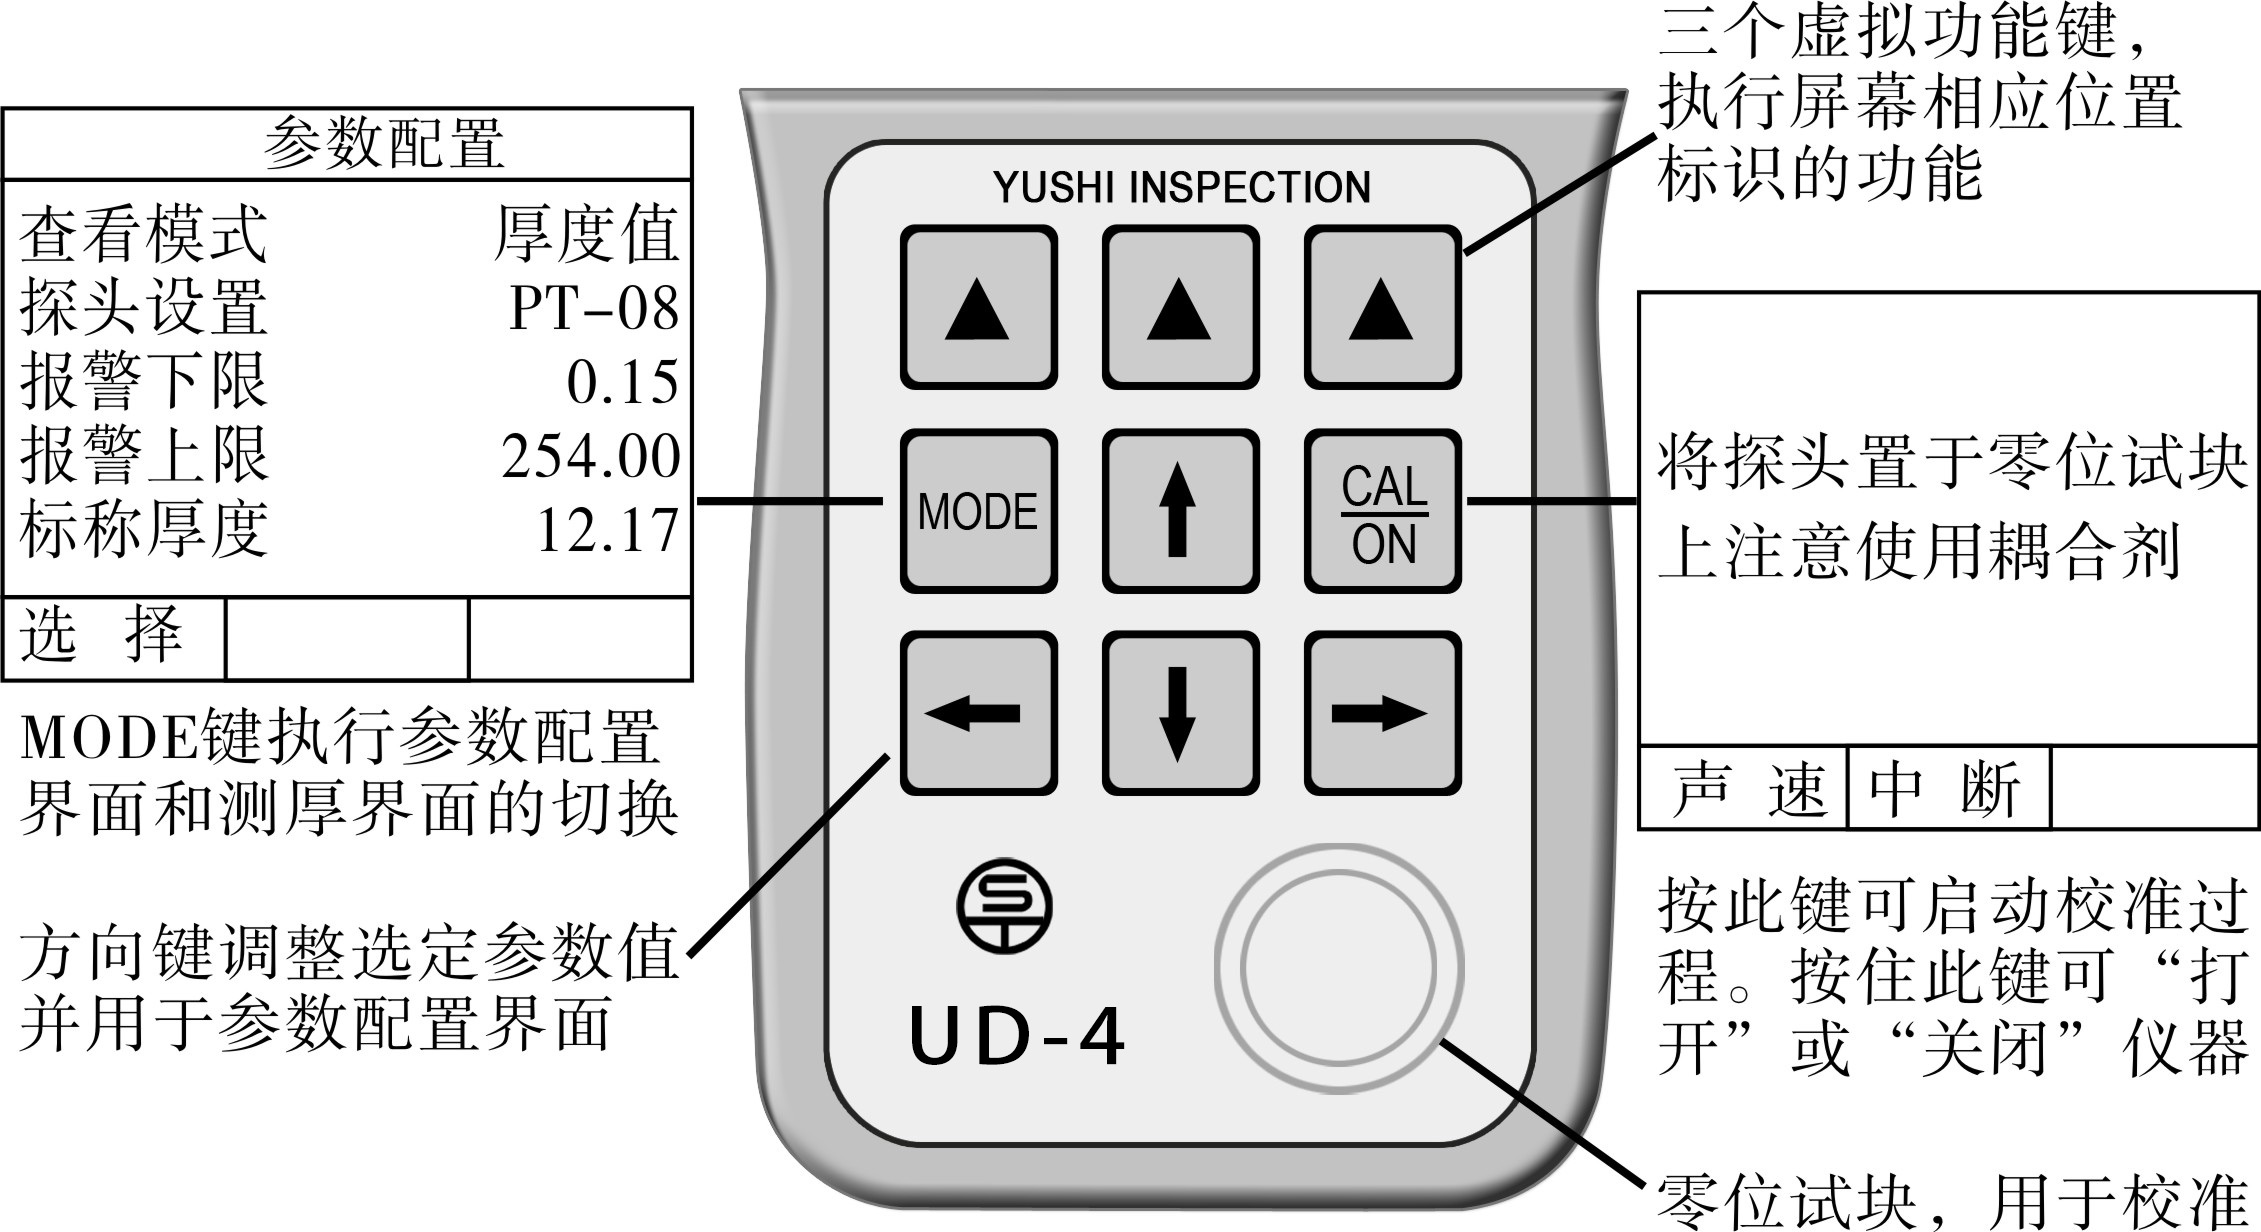 参数配置
查看模式 厚度值
探头设置 PT-08
报警下限 0.15
报警上限 254.00
标称厚度 12.17
选 择
MODE键执行参数配置
界面和测厚界面的切换
方向键调整选定参数值
并用于参数配置界面
YUSHI INSPECTION
MODE
CAL
ON
ST
UD-4
三个虚拟功能键，
执行屏幕相应位置
标识的功能
将探头置于零位试块
上注意使用耦合剂
声 速 中 断
按此键可启动校准过
程。按住此键可“打
开”或“关闭”仪器
零位试块，用于校准